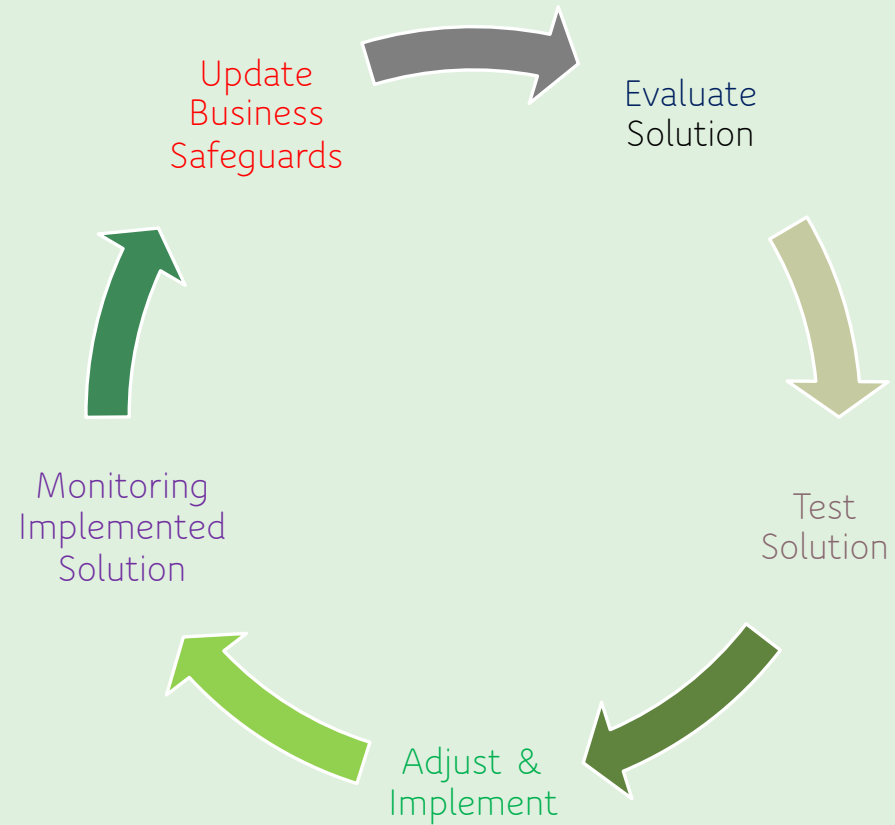 Update
Business
Safeguards
Evaluate
Solution
Test
Solution
Adjust &
Implement
Monitoring
Implemented
Solution